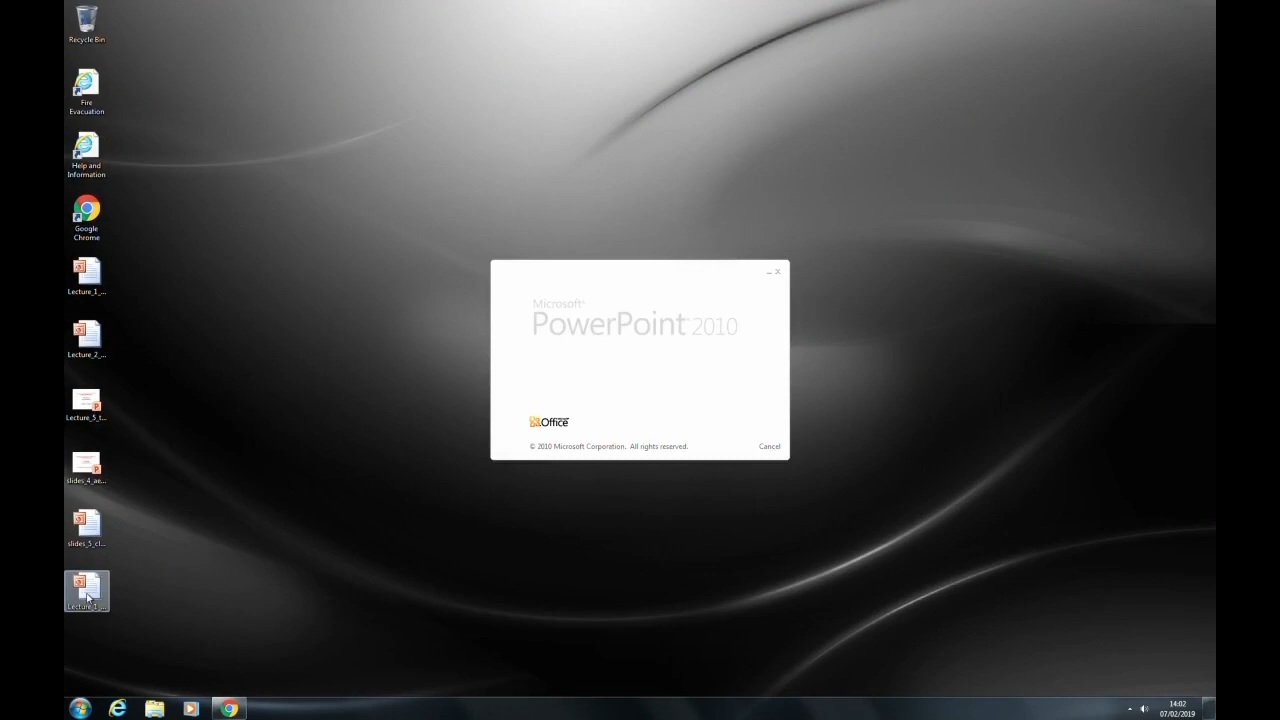 Recycle Bin
Fire
Evacuation
Help and
Information
Google
Chrome
Lecture_1_...
Lecture_2_...
Lecture_5_t...
slides_4_ae...
slides_5_cl...
Lecture_1_...
Microsoft®
PowerPoint 2010
Office
© 2010 Microsoft Corporation. All rights reserved.
Cancel
14:02
07/02/2019